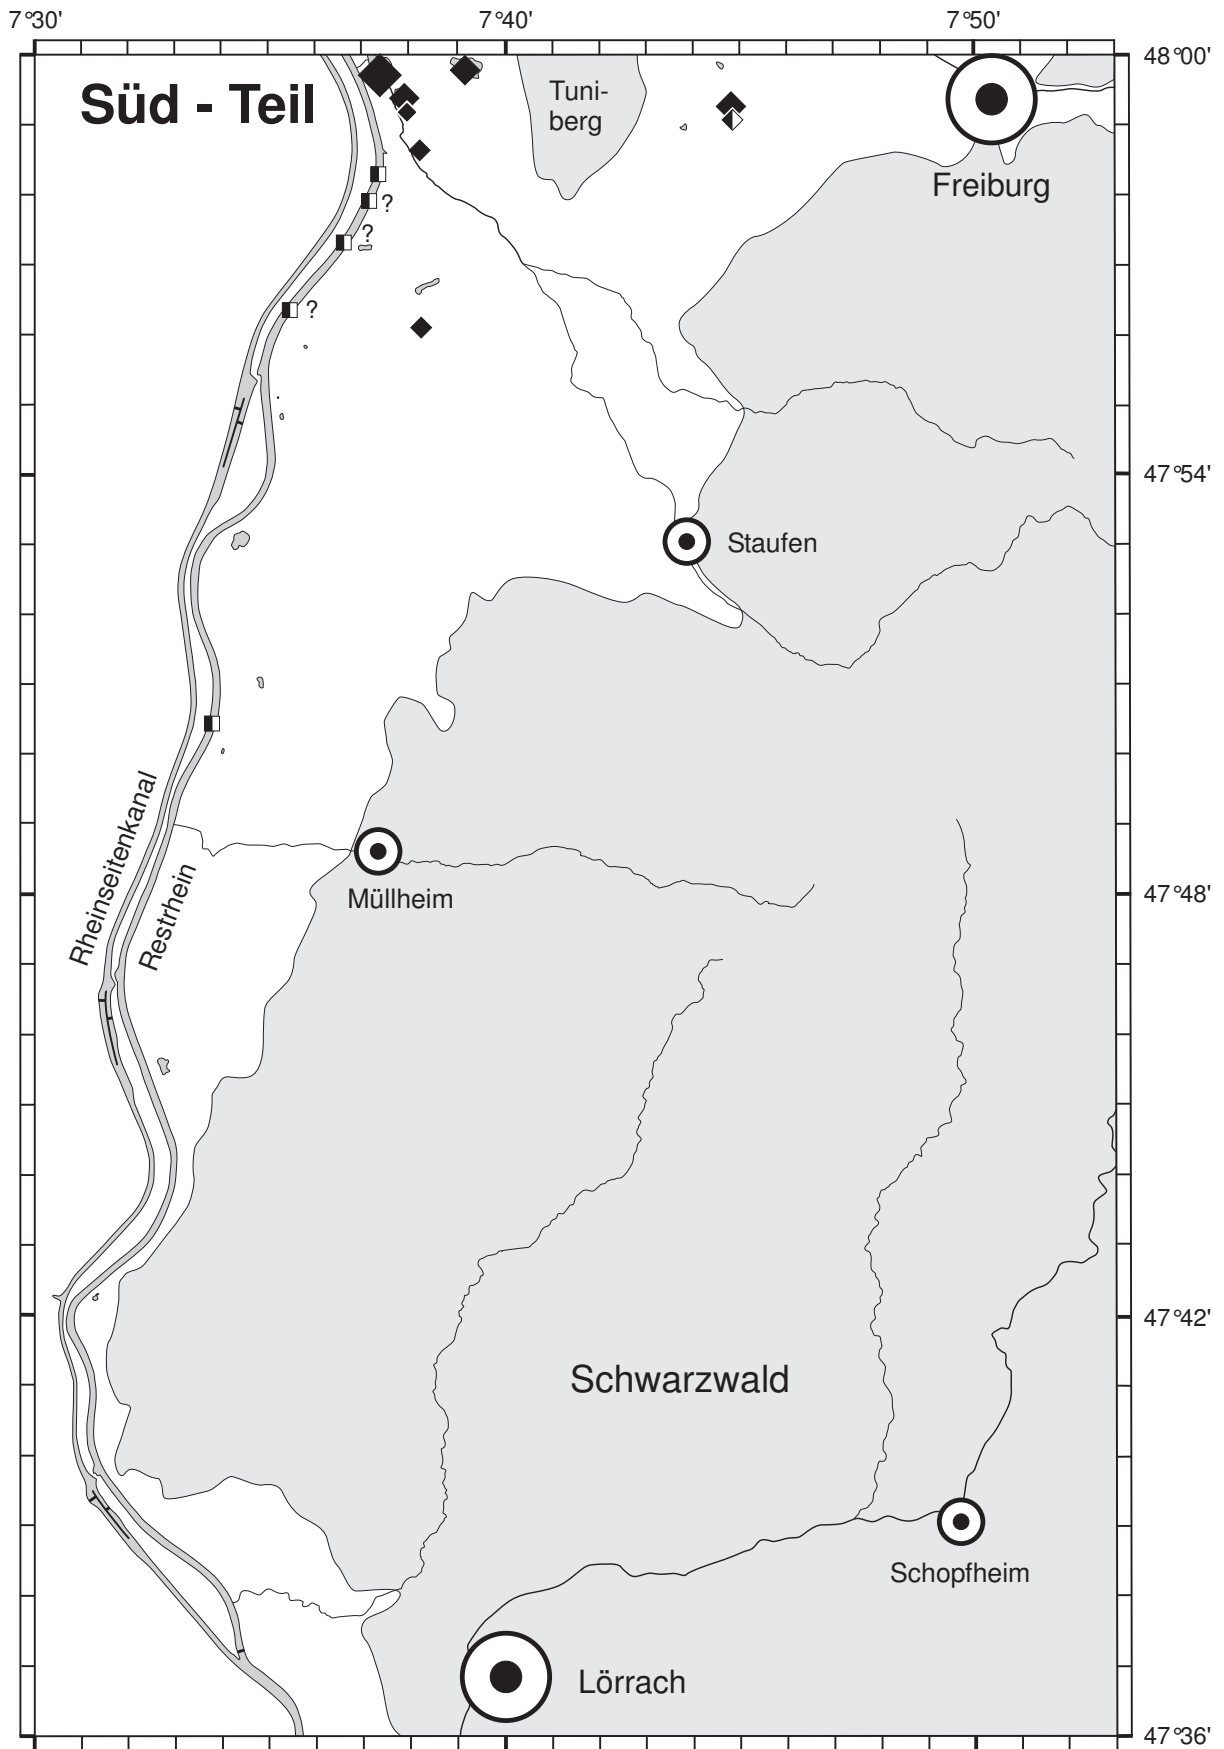 7°30'
7°40'
7°50'
48°00'
Süd - Teil
Tuni-
berg
Freiburg
?
?
?
47°54'
Staufen
Rheinseitenkanal
Restrhein
Müllheim
47°48'
47°42'
Schwarzwald
Schopfheim
Lörrach
47°36'